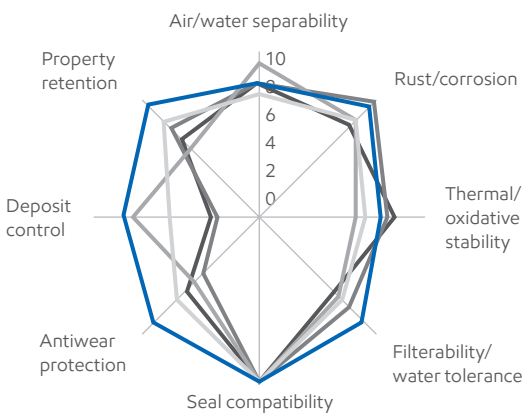 Air/water separability
Property
retention
10
8
6
4
2
0
Rust/corrosion
Deposit
control
Thermal/
oxidative
stability
Antiwear
protection
Filterability/
water tolerance
Seal compatibility